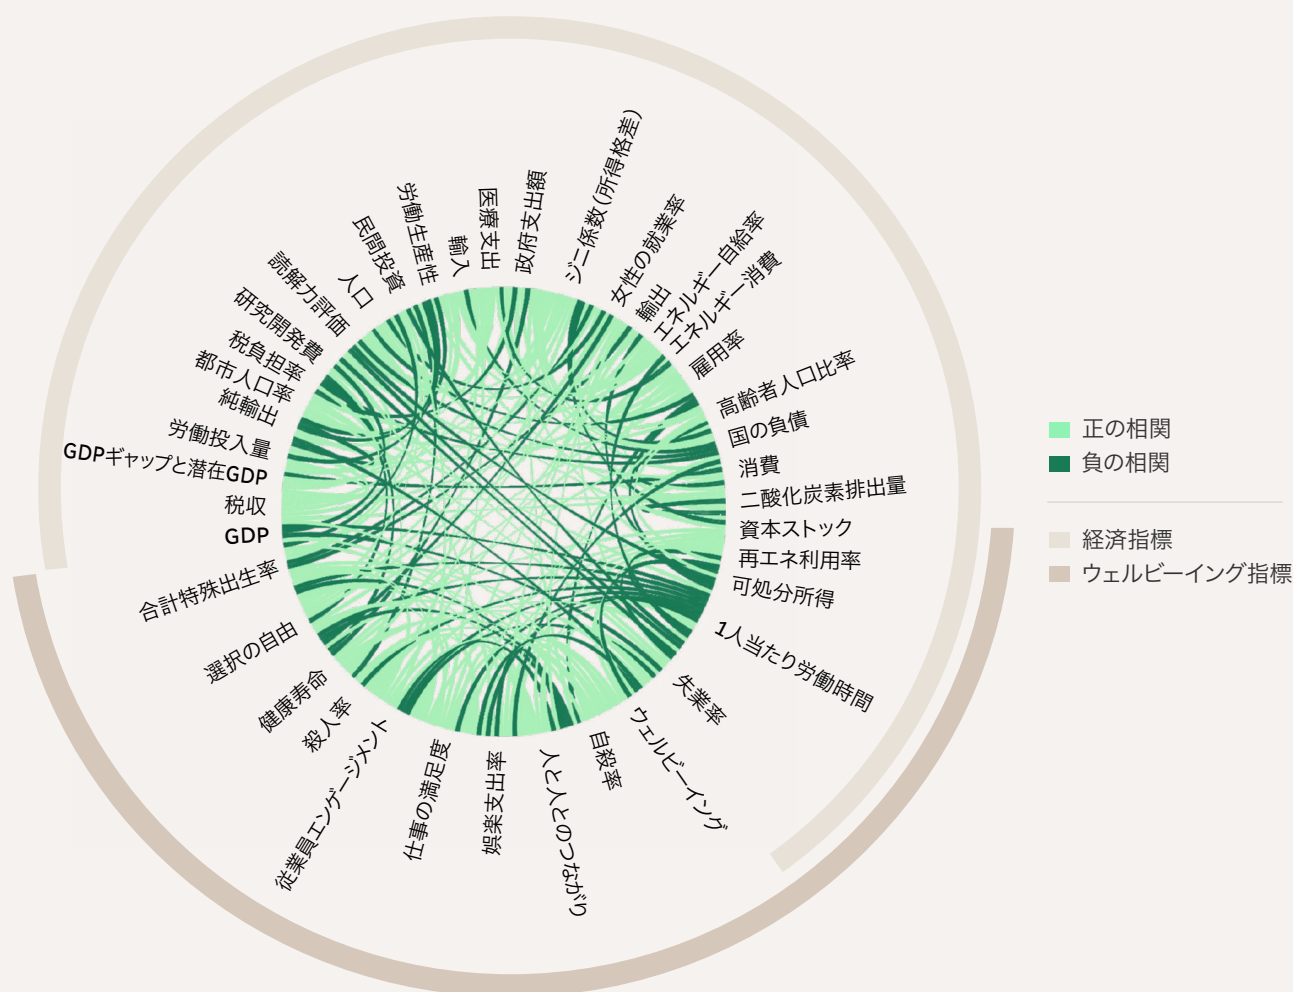 医療支出
政府支出額
ジニ係数(所得格差)
女性の就業率
輸出
エネルギー自給率
エネルギー消費
雇用率
高齢者人口比率
国の負債
消費
二酸化炭素排出量
資本ストック
再エネ利用率
可処分所得
1人当たり労働時間
失業率
ウェルビーイング
自殺率
人と人とのつながり
娯楽支出率
仕事の満足度
従業員エンゲージメント
殺人率
健康寿命
選択の自由
合計特殊出生率
GDP
税収
GDPギャップと潜在GDP
労働投入量
純輸出
都市人口率
税負担率
研究開発費
読解力評価
人口
民間投資
労働生産性
輸入
正の相関
負の相関
経済指標
ウェルビーイング指標